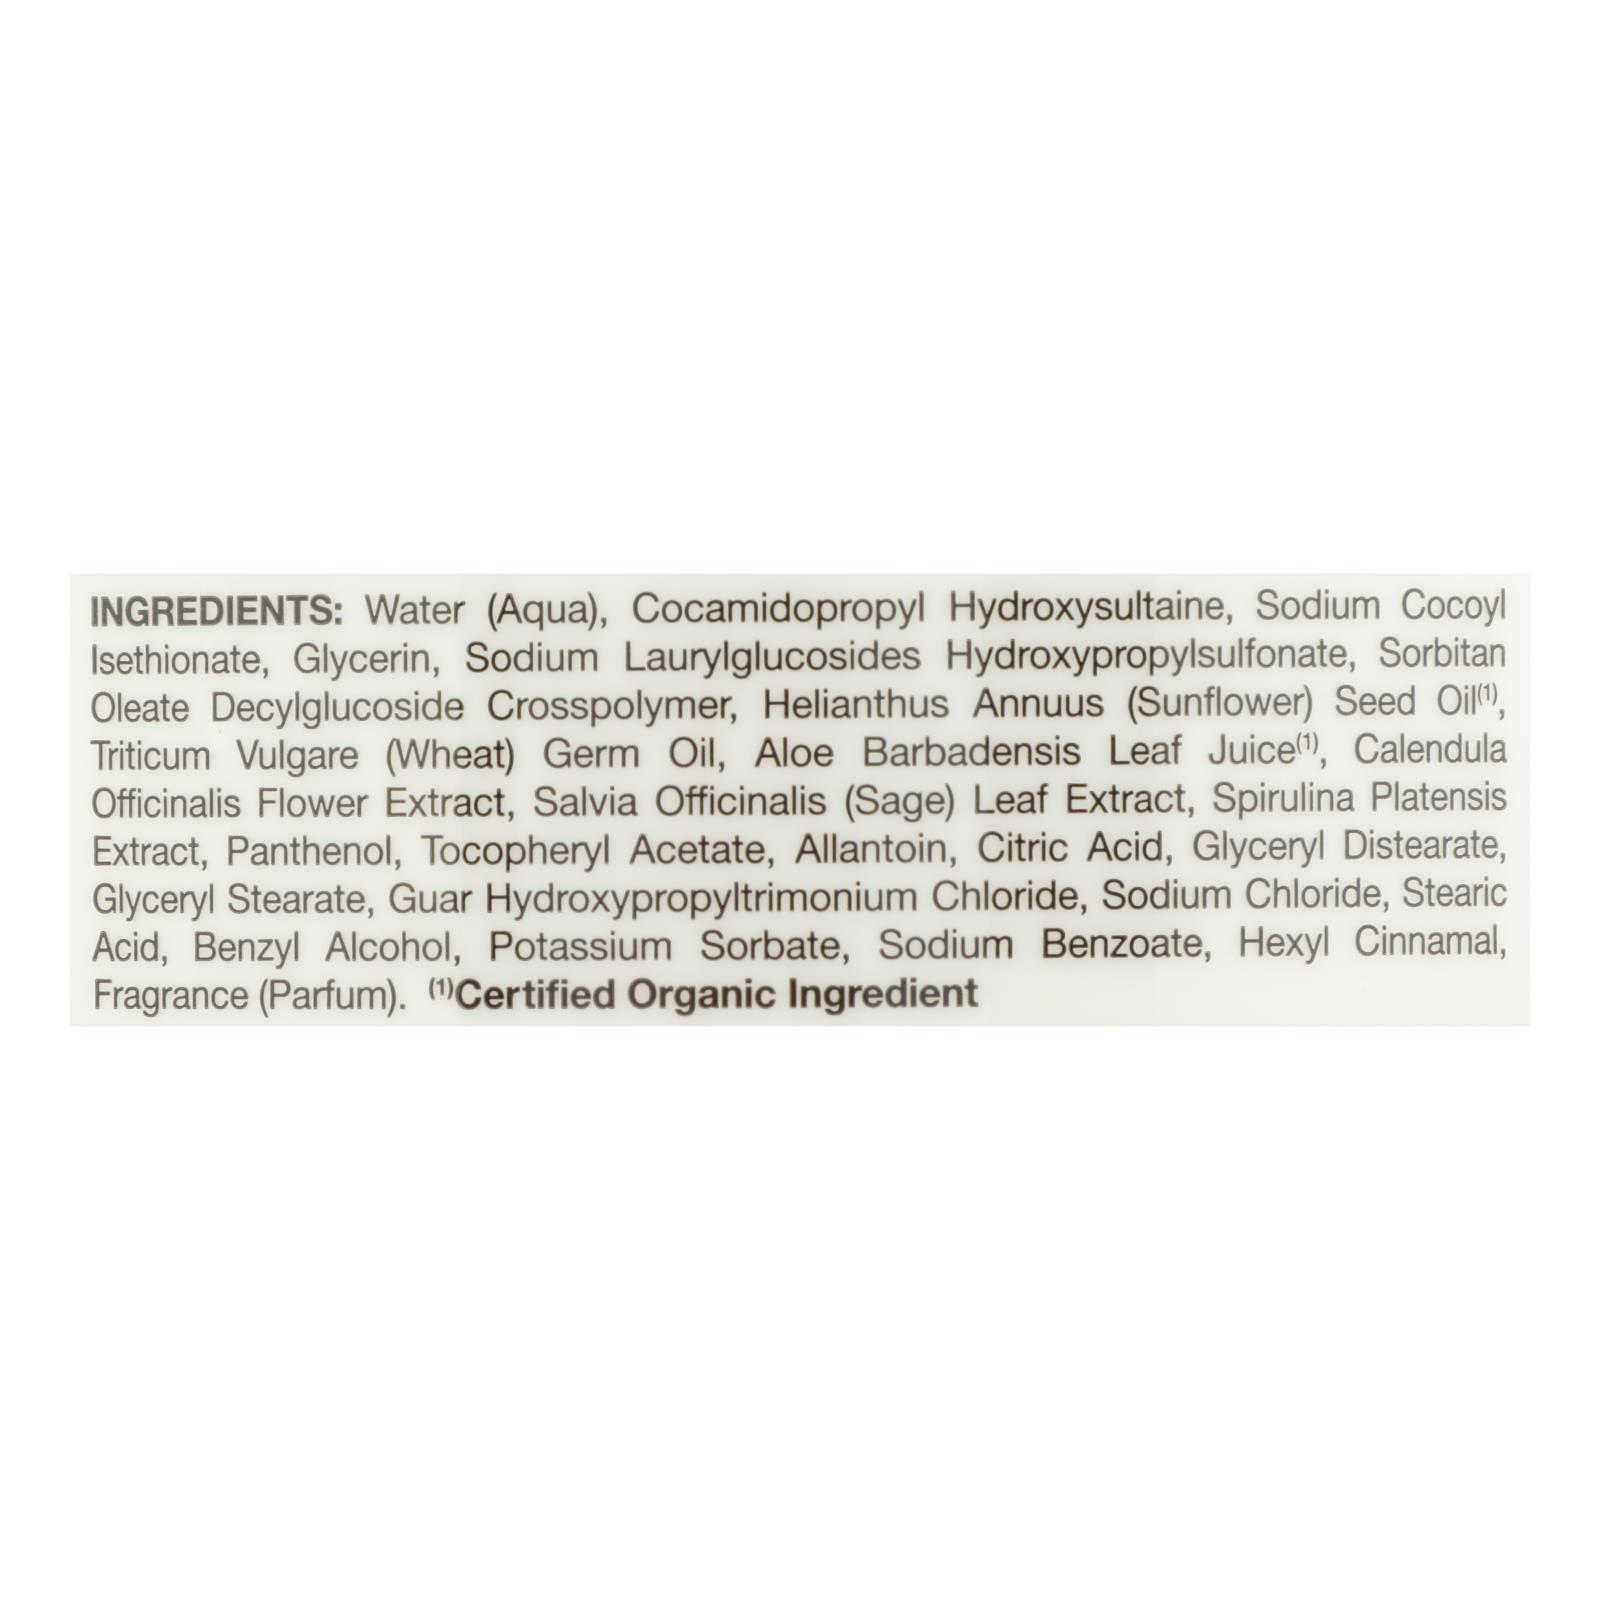 INGREDIENTS: Water (Aqua), Cocamidopropyl Hydroxysultaine, Sodium Cocoyl
Isethionate, Glycerin, Sodium Laurylglucosides Hydroxypropylsulfonate, Sorbitan
Oleate Decylglucoside Crosspolymer, Helianthus Annuus (Sunflower) Seed Oil(1),
Triticum Vulgare (Wheat) Germ Oil, Aloe Barbadensis Leaf Juice(1), Calendula
Officinalis Flower Extract, Salvia Officinalis (Sage) Leaf Extract, Spirulina Platensis
Extract, Panthenol, Tocopheryl Acetate, Allantoin, Citric Acid, Glyceryl Distearate,
Glyceryl Stearate, Guar Hydroxypropyltrimonium Chloride, Sodium Chloride, Stearic
Acid, Benzyl Alcohol, Potassium Sorbate, Sodium Benzoate, Hexyl Cinnamal,
Fragrance (Parfum). (1)Certified Organic Ingredient